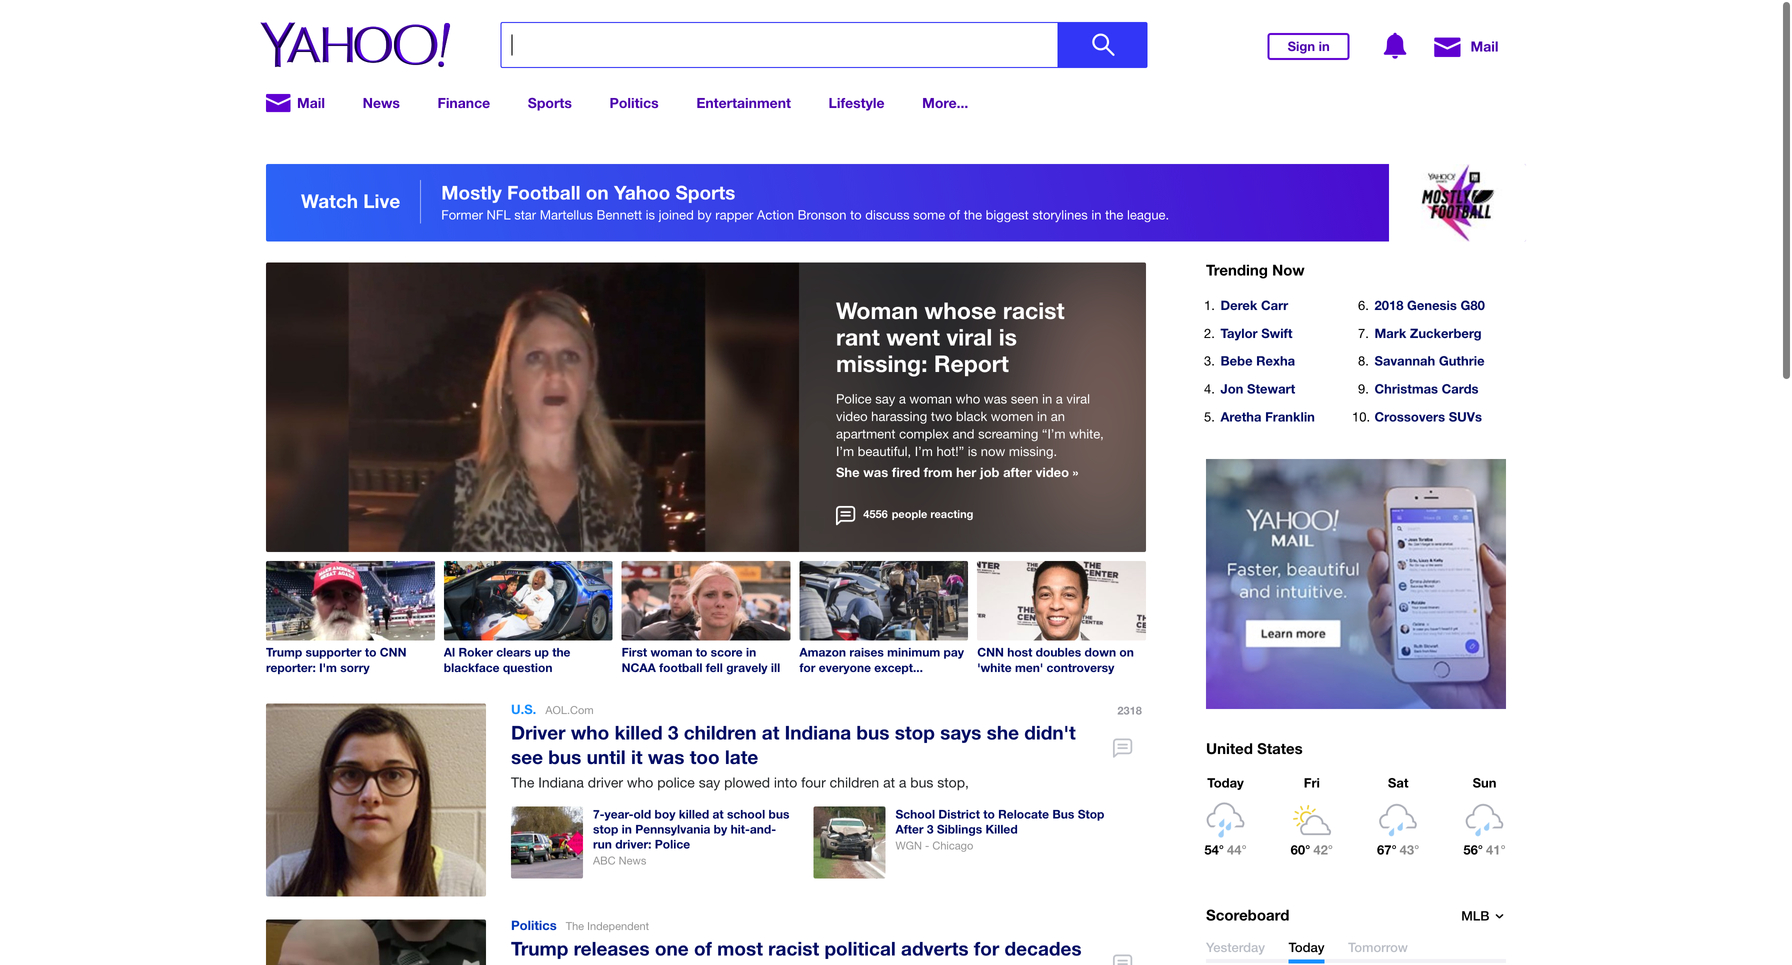 YAHOO!
Sign in
Mail
Mail
News
Finance
Sports
Politics
Entertainment
Lifestyle
More...
Watch Live
Mostly Football on Yahoo Sports
Former NFL star Martellus Bennett is joined by rapper Action Bronson to discuss some of the biggest storylines in the league.
YAHOO!
MOSTLY
FOOTBALL
Woman whose racist
rant went viral is
missing: Report
Police say a woman who was seen in a viral
video harassing two black women in an
apartment complex and screaming “I’m white,
I’m beautiful, I’m hot!” is now missing.
She was fired from her job after video »
4556 people reacting
Trump supporter to CNN
reporter: I'm sorry
Al Roker clears up the
blackface question
First woman to score in
NCAA football fell gravely ill
Amazon raises minimum pay
for everyone except...
CNN host doubles down on
'white men' controversy
U.S. AOL.Com
2318
Driver who killed 3 children at Indiana bus stop says she didn't
see bus until it was too late
The Indiana driver who police say plowed into four children at a bus stop,
7-year-old boy killed at school bus
stop in Pennsylvania by hit-and-
run driver: Police
ABC News
School District to Relocate Bus Stop
After 3 Siblings Killed
WGN - Chicago
Politics The Independent
Trump releases one of most racist political adverts for decades
Trending Now
1. Derek Carr
2. Taylor Swift
3. Bebe Rexha
4. Jon Stewart
5. Aretha Franklin
6. 2018 Genesis G80
7. Mark Zuckerberg
8. Savannah Guthrie
9. Christmas Cards
10. Crossovers SUVs
YAHOO!
MAIL
Faster, beautiful
and intuitive.
Learn more
United States
Today Fri Sat Sun
54° 44° 60° 42° 67° 43° 56° 41°
Scoreboard
MLB
Yesterday Today Tomorrow